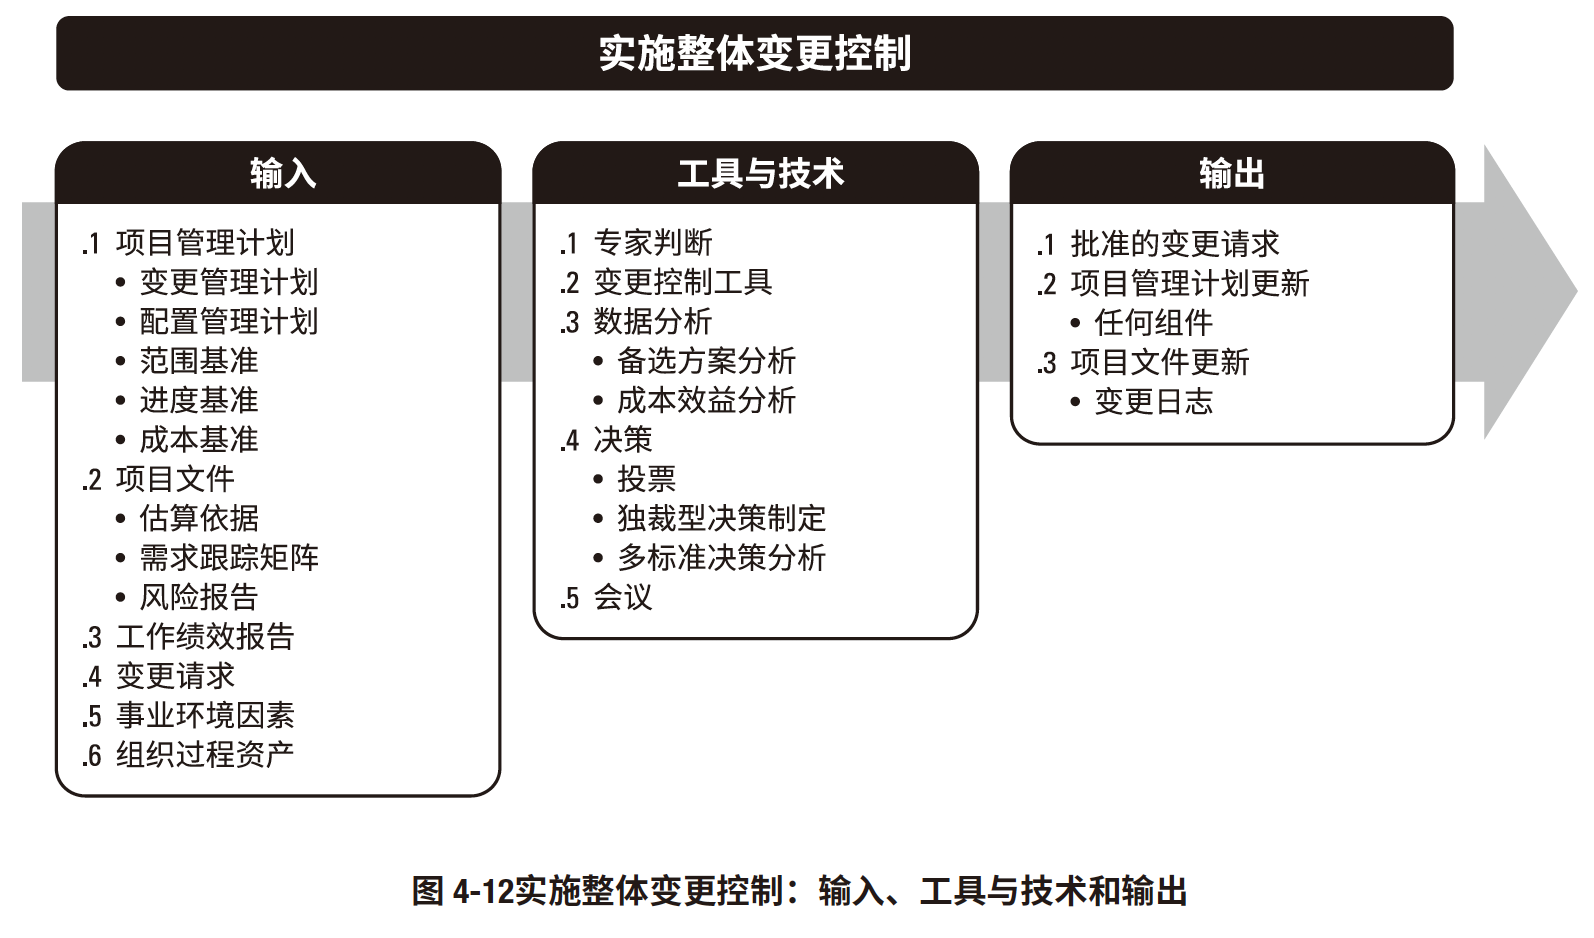 实施整体变更控制
输入
.1 项目管理计划
• 变更管理计划
• 配置管理计划
• 范围基准
• 进度基准
• 成本基准
.2 项目文件
• 估算依据
• 需求跟踪矩阵
• 风险报告
.3 工作绩效报告
.4 变更请求
.5 事业环境因素
.6 组织过程资产
工具与技术
.1 专家判断
.2 变更控制工具
.3 数据分析
• 备选方案分析
• 成本效益分析
.4 决策
• 投票
• 独裁型决策制定
• 多标准决策分析
.5 会议
输出
.1 批准的变更请求
.2 项目管理计划更新
• 任何组件
.3 项目文件更新
• 变更日志
图 4-12实施整体变更控制：输入、工具与技术和输出